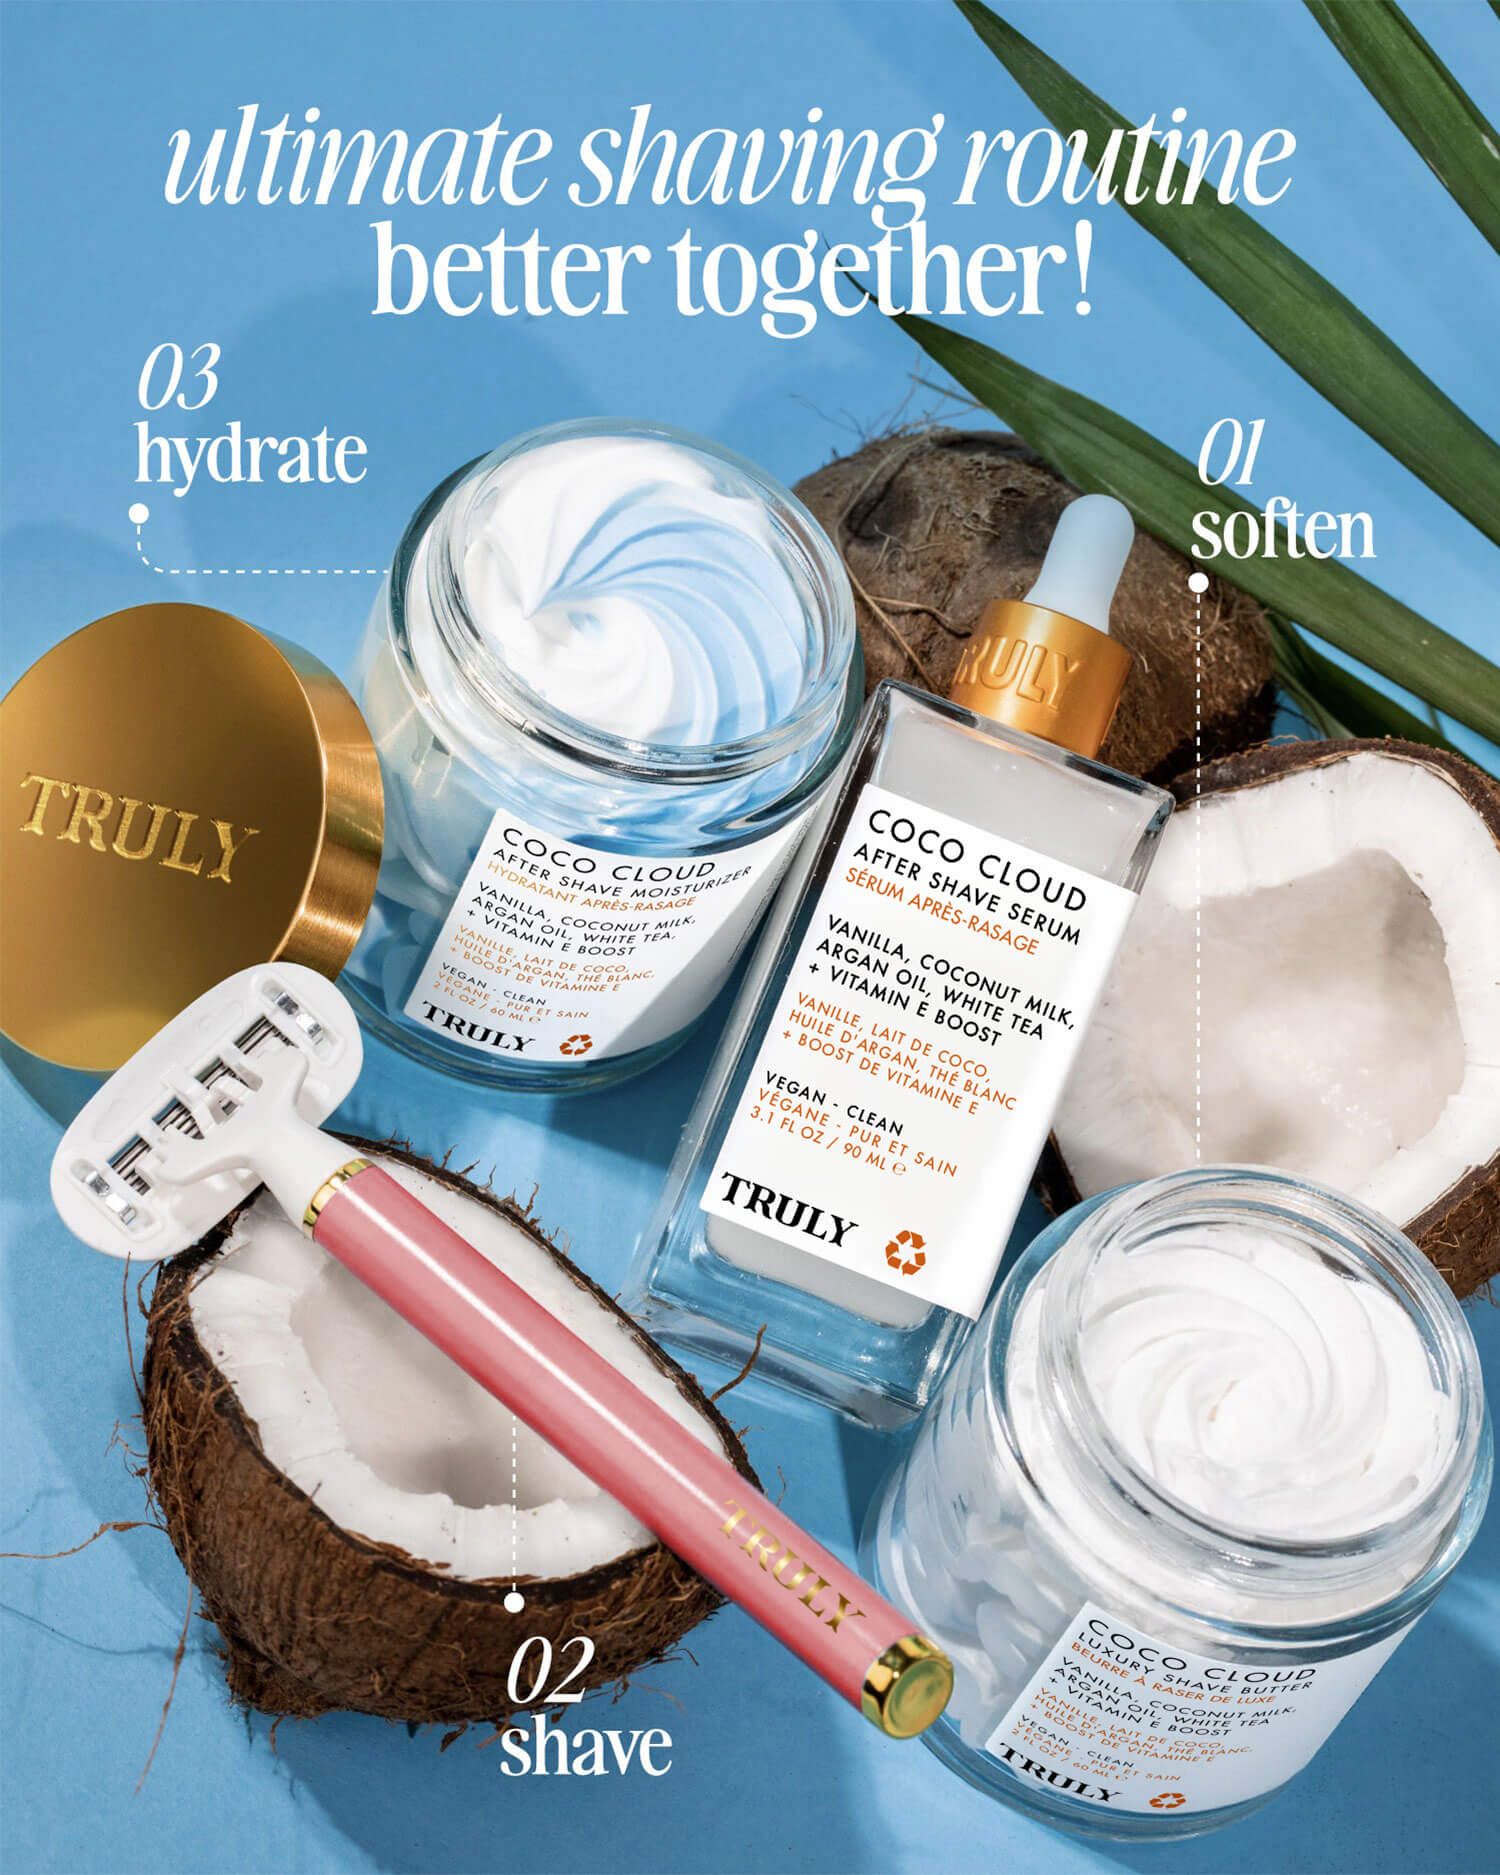 ultimate shaving routine
better together!
03
hydrate
01
soften
TRULY
TRULY
COCO CLOUD
AFTER SHAVE MOISTURIZER
HYDRATANT APRÈS-RASAGE
VANILLA, COCONUT MILK,
ARGAN OIL, WHITE TEA,
+ VITAMIN E BOOST
VANILLE, LAIT DE COCO,
HUILE D'ARGAN, THÉ BLANC,
+ BOOST DE VITAMINE E
VEGAN - CLEAN
VÉGANE - PUR ET SAIN
2 FL OZ / 60 ML ℮
TRULY
COCO CLOUD
AFTER SHAVE SERUM
SÉRUM APRÈS-RASAGE
VANILLA, COCONUT MILK,
ARGAN OIL, WHITE TEA
+ VITAMIN E BOOST
VANILLE, LAIT DE COCO,
HUILE D'ARGAN, THÉ BLANC
+ BOOST DE VITAMINE E
VEGAN - CLEAN
VÉGANE - PUR ET SAIN
3.1 FL OZ / 90 ML ℮
TRULY
TRULY
02
shave
COCO CLOUD
LUXURY SHAVE BUTTER
BEURRE À RASER DE LUXE
VANILLA, COCONUT MILK,
ARGAN OIL, WHITE TEA
+ VITAMIN E BOOST
VANILLE, LAIT DE COCO,
HUILE D'ARGAN, THÉ BLANC,
+ BOOST DE VITAMINE E
VEGAN - CLEAN
VÉGANE - PUR ET SAIN
2 FL OZ / 60 ML ℮
TRULY